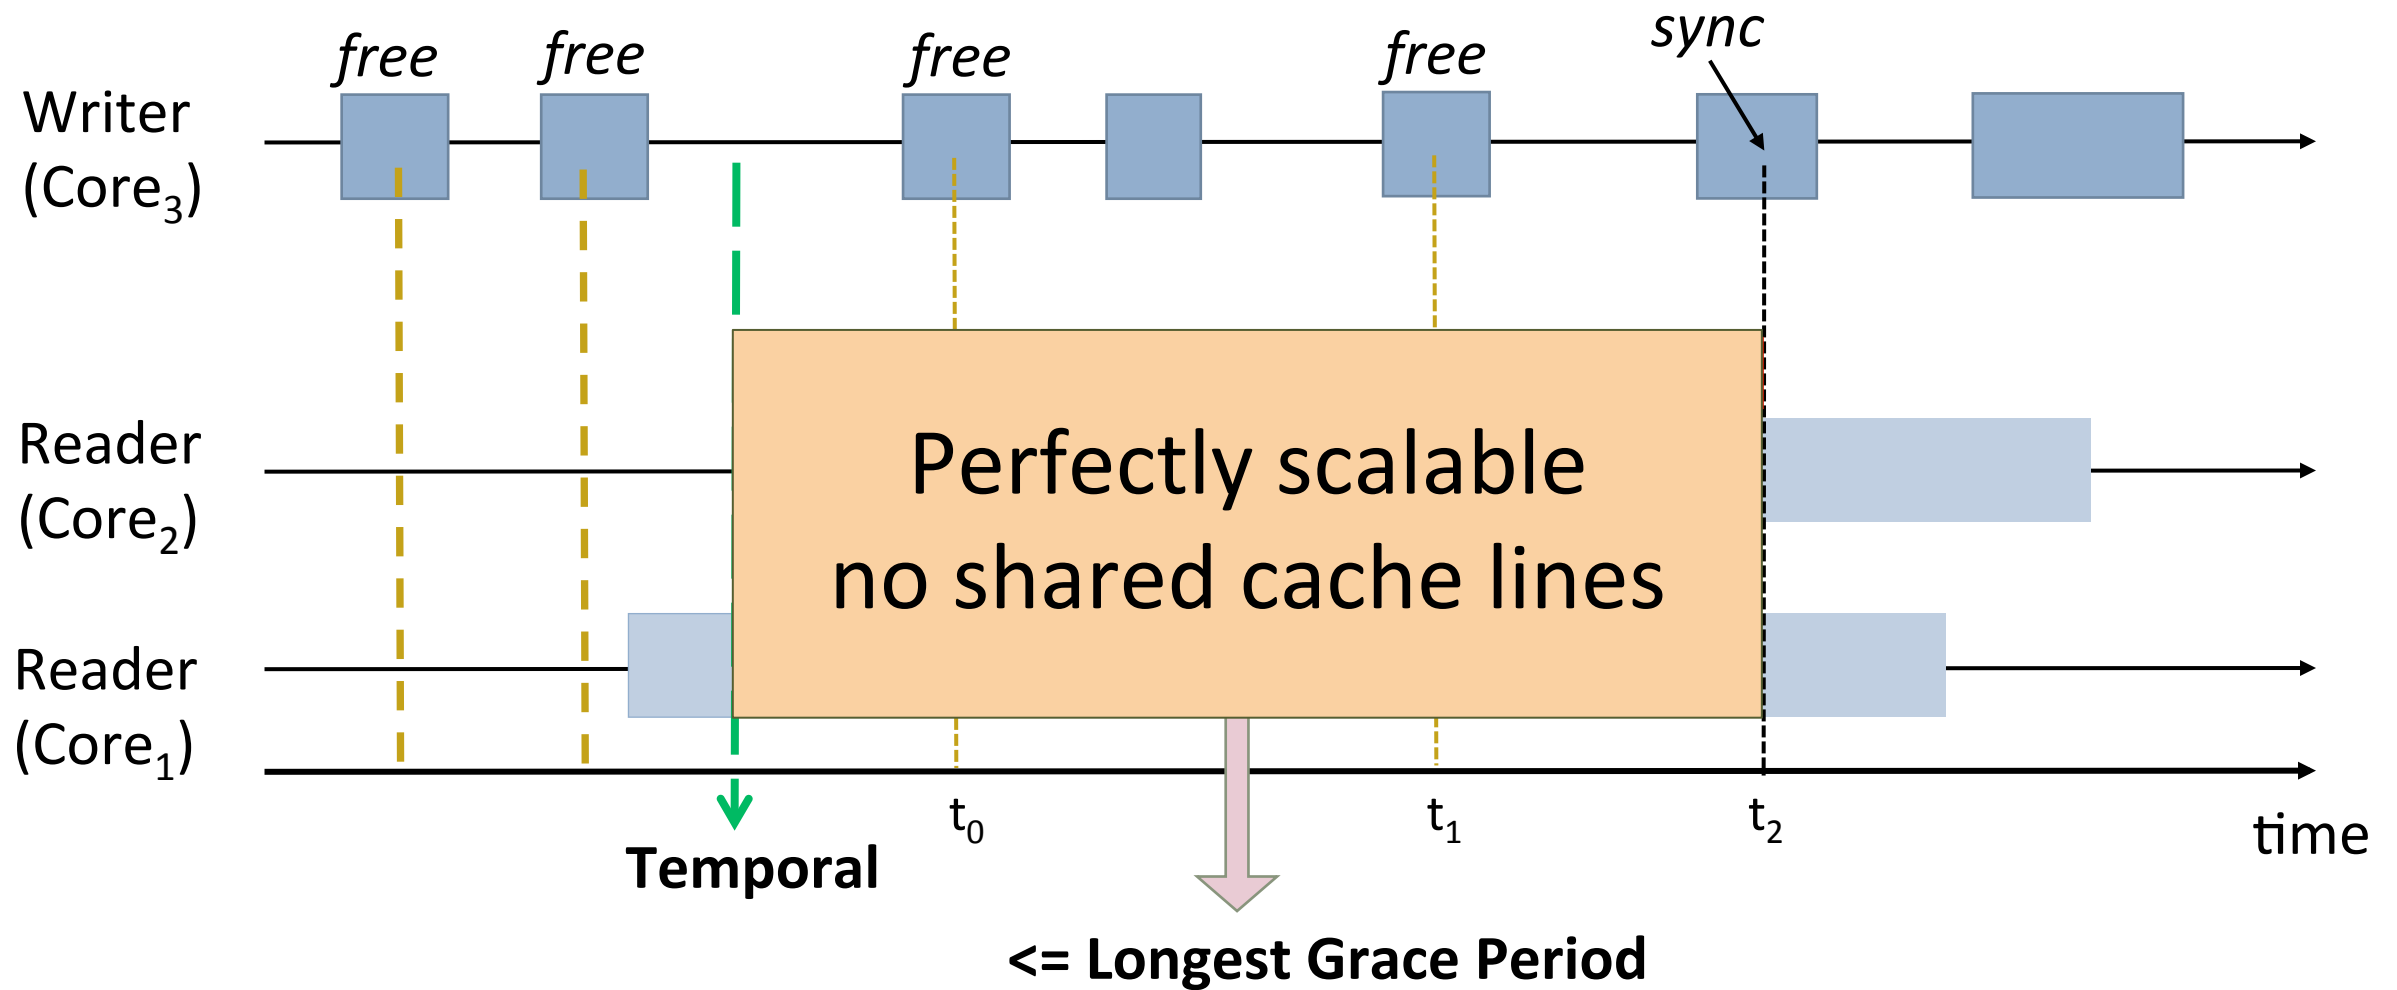 free free free free sync
Writer
(Core3)
Perfectly scalable
no shared cache lines
Reader
(Core2)
Reader
(Core1)
t0 t1 t2 time
Temporal
<= Longest Grace Period